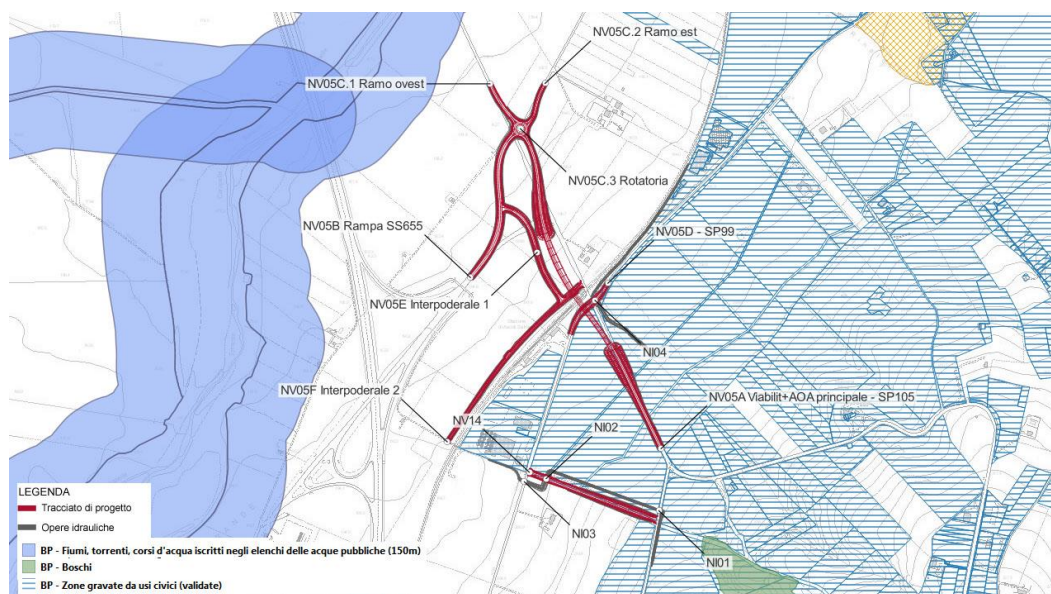 NV05C.2 Ramo est
NV05C.1 Ramo ovest
NV05C.3 Rotatoria
NV05B Rampa SS655
NV05D - SP99
NV05E Interpoderale 1
NI04
NV05F Interpoderale 2
NV05A Viabilit+AOA principale - SP105
NV14
NI02
NI03
NI01
LEGENDA
Tracciato di progetto
Opere idrauliche
BP - Fiumi, torrenti, corsi d'acqua iscritti negli elenchi delle acque pubbliche (150m)
BP - Boschi
BP - Zone gravate da usi civici (validate)